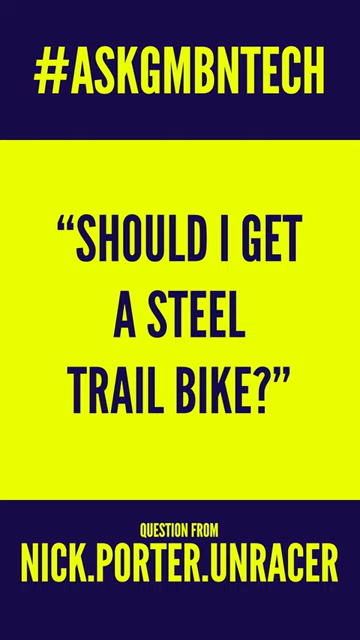 #ASKGMBNTECH
“SHOULD I GET
A STEEL
TRAIL BIKE?”
QUESTION FROM
NICK.PORTER.UNRACER